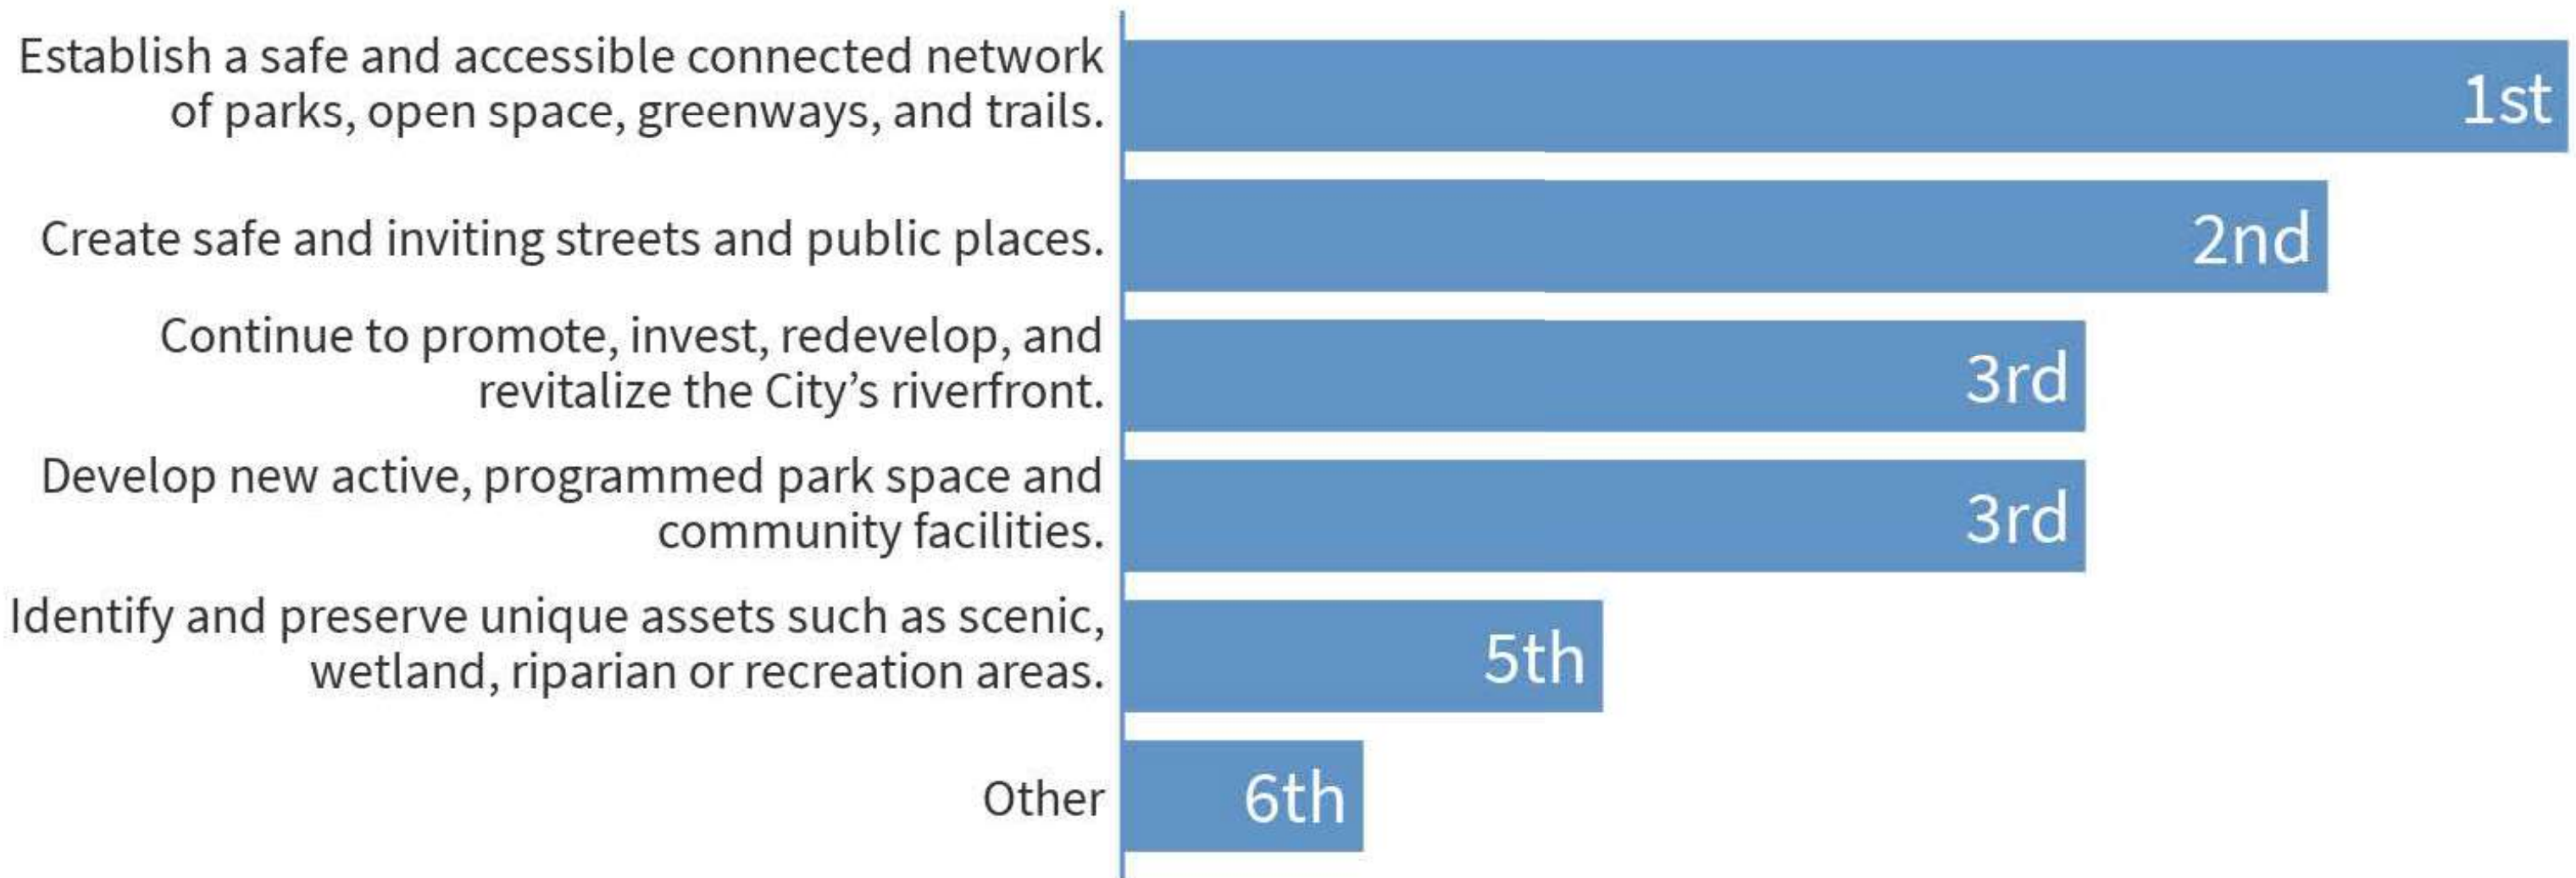 Establish a safe and accessible connected network
of parks, open space, greenways, and trails.
1st
Create safe and inviting streets and public places.
2nd
Continue to promote, invest, redevelop, and
revitalize the City’s riverfront.
3rd
Develop new active, programmed park space and
community facilities.
3rd
Identify and preserve unique assets such as scenic,
wetland, riparian or recreation areas.
5th
Other
6th